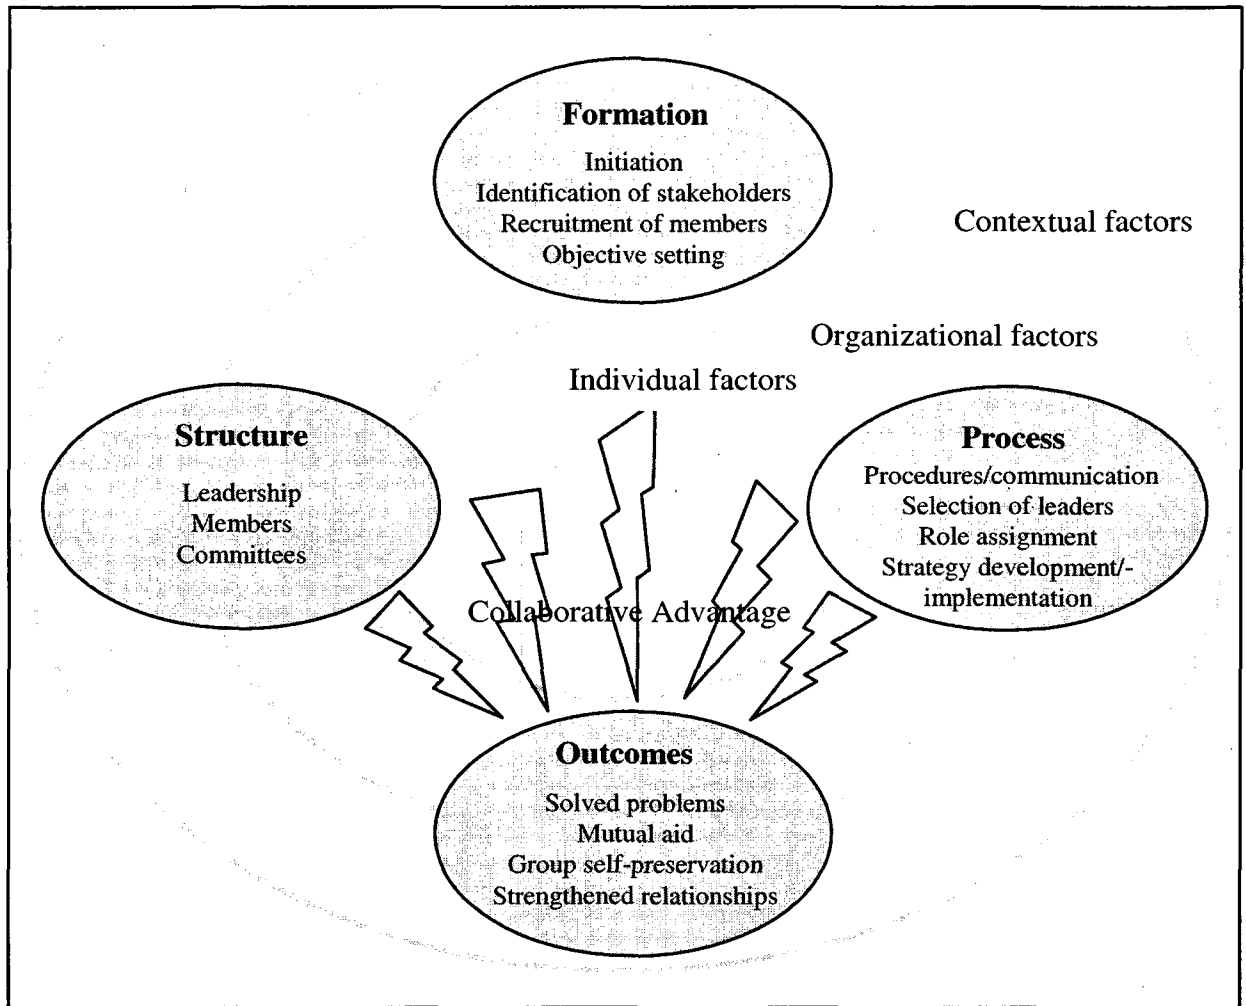 Formation
Initiation
Identification of stakeholders
Recruitment of members
Objective setting
Contextual factors
Organizational factors
Individual factors
Structure
Leadership
Members
Committees
Process
Procedures/communication
Selection of leaders
Role assignment
Strategy development/-
implementation
Collaborative Advantage
Outcomes
Solved problems
Mutual aid
Group self-preservation
Strengthened relationships